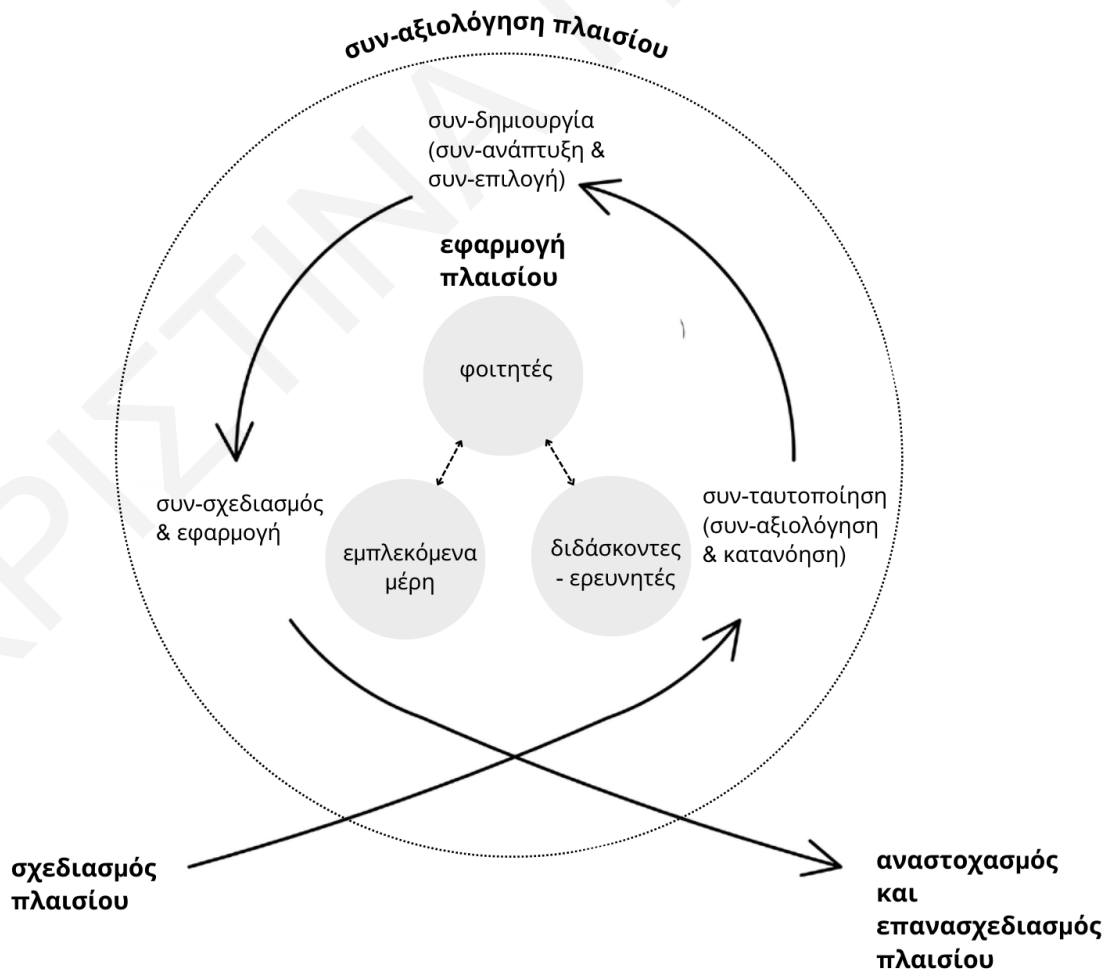 συν-αξιολόγηση πλαισίου
συν-δημιουργία
(συν-ανάπτυξη &
συν-επιλογή)
εφαρμογή
πλαισίου
φοιτητές
συν-σχεδιασμός
& εφαρμογή
εμπλεκόμενα
μέρη
διδάσκοντες
- ερευνητές
συν-ταυτοποίηση
(συν-αξιολόγηση
& κατανόηση)
σχεδιασμός
πλαισίου
αναστοχασμός
και
επανασχεδιασμός
πλαισίου